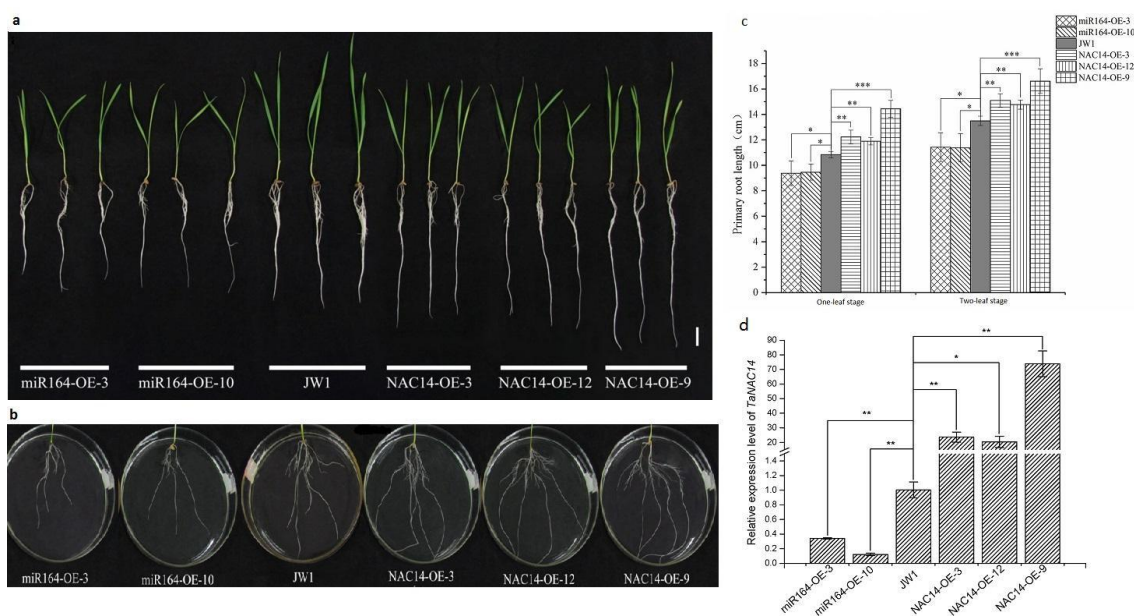 a
miR164-OE-3 miR164-OE-10 JW1 NAC14-OE-3 NAC14-OE-12 NAC14-OE-9
b
miR164-OE-3 miR164-OE-10 JW1 NAC14-OE-3 NAC14-OE-12 NAC14-OE-9
c
miR164-OE-3
miR164-OE-10
JW1
NAC14-OE-3
NAC14-OE-12
NAC14-OE-9
Primary root length (cm)
18
16
14
12
10
8
6
4
2
0
* * ** ** ***
* * ** ** ***
One-leaf stage Two-leaf stage
d
Relative expression level of TaNAC14
90
80
70
60
50
40
30
20
1.4
1.2
1.0
0.8
0.6
0.4
0.2
0.0
** ** ** * **
miR164-OE-3 miR164-OE-10 JW1 NAC14-OE-3 NAC14-OE-12 NAC14-OE-9